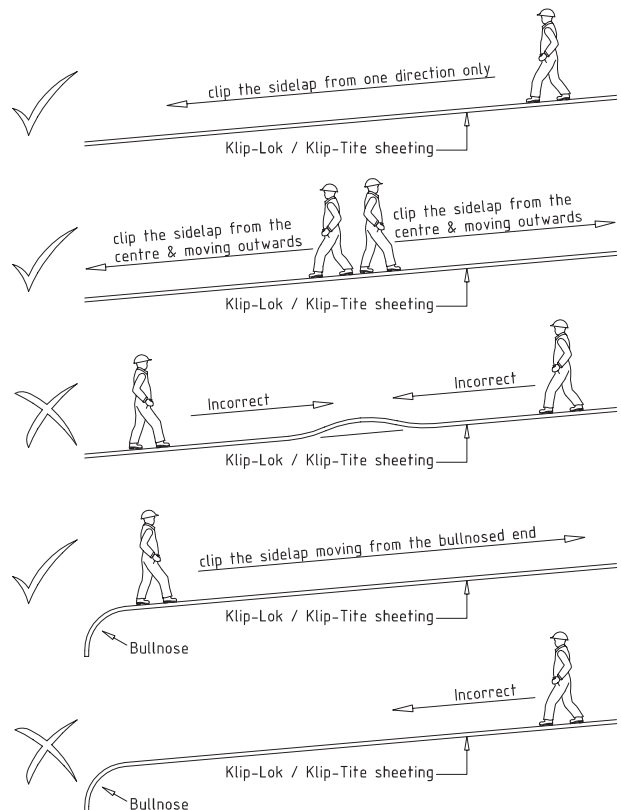 clip the sidelap from one direction only
Klip-Lok / Klip-Tite sheeting
clip the sidelap from the
centre & moving outwards
clip the sidelap from the
centre & moving outwards
Klip-Lok / Klip-Tite sheeting
Incorrect
Incorrect
Klip-Lok / Klip-Tite sheeting
clip the sidelap moving from the bullnosed end
Klip-Lok / Klip-Tite sheeting
Bullnose
Incorrect
Klip-Lok / Klip-Tite sheeting
Bullnose